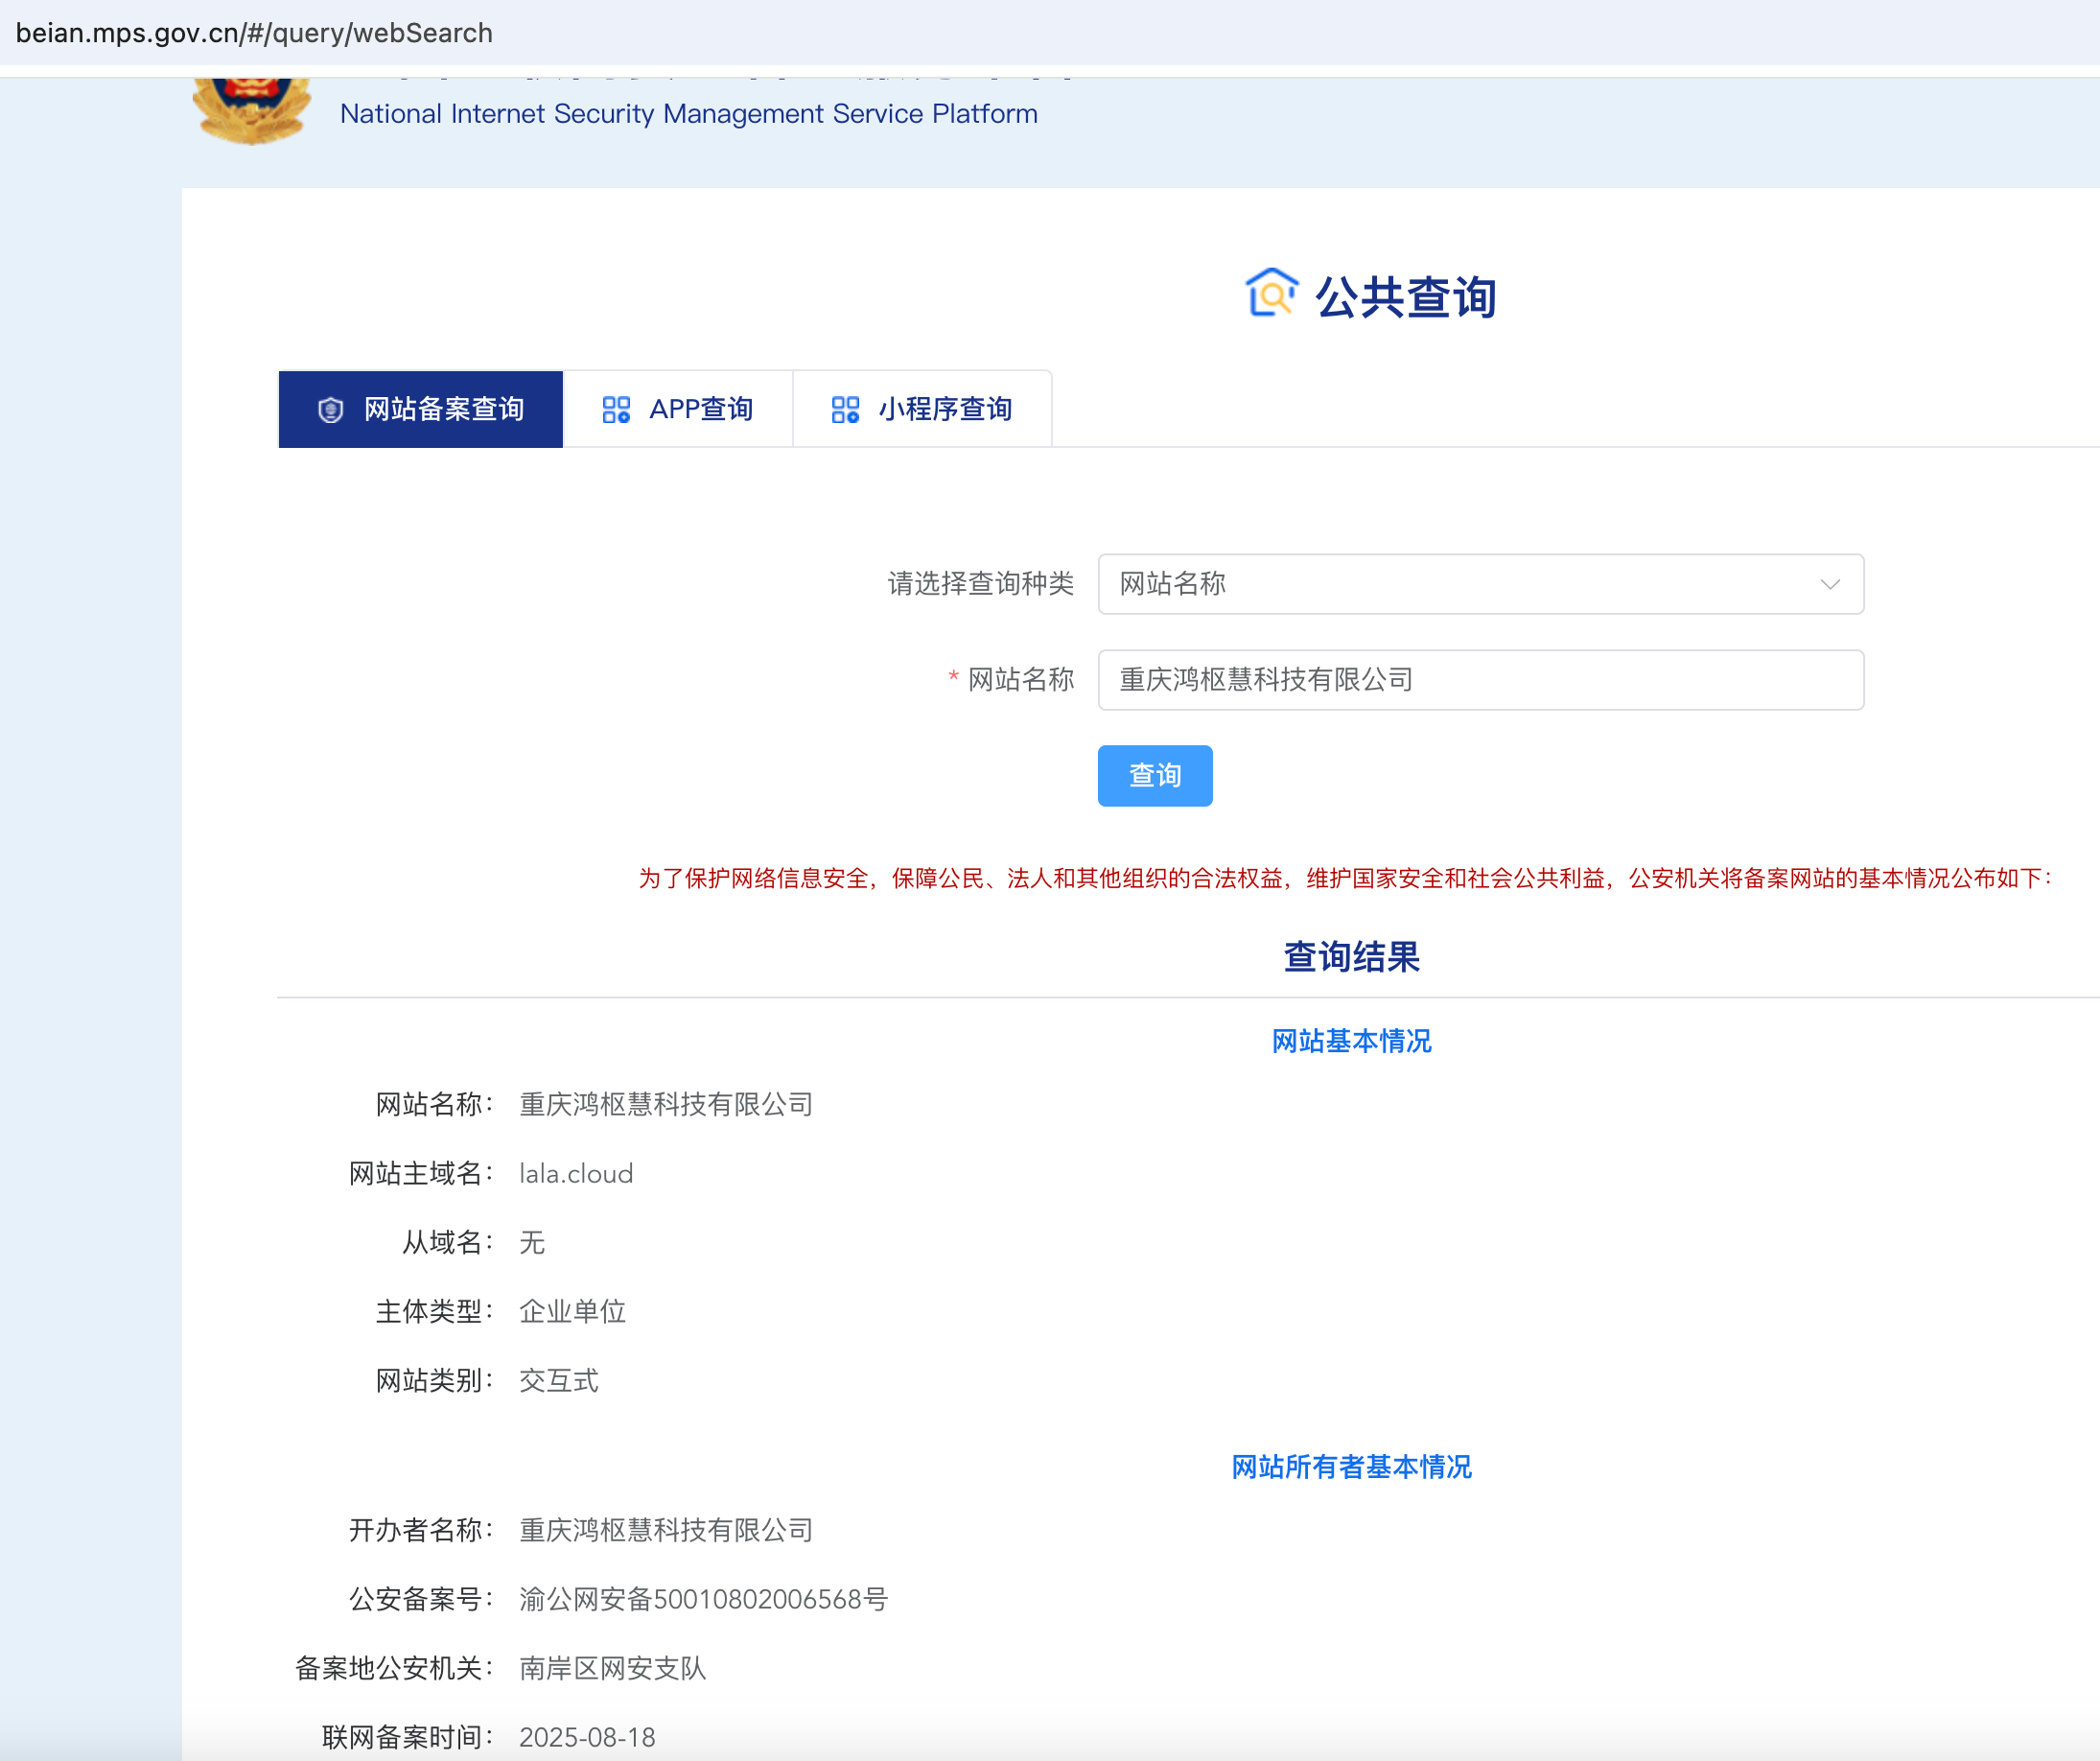 beian.mps.gov.cn/#/query/webSearch
National Internet Security Management Service Platform
公共查询
网站备案查询
APP查询
小程序查询
请选择查询种类 网站名称
* 网站名称 重庆鸿枢慧科技有限公司
查询
为了保护网络信息安全，保障公民、法人和其他组织的合法权益，维护国家安全和社会公共利益，公安机关将备案网站的基本情况公布如下：
查询结果
网站基本情况
网站名称： 重庆鸿枢慧科技有限公司
网站主域名： lala.cloud
从域名： 无
主体类型： 企业单位
网站类别： 交互式
网站所有者基本情况
开办者名称： 重庆鸿枢慧科技有限公司
公安备案号： 渝公网安备50010802006568号
备案地公安机关： 南岸区网安支队
联网备案时间： 2025-08-18